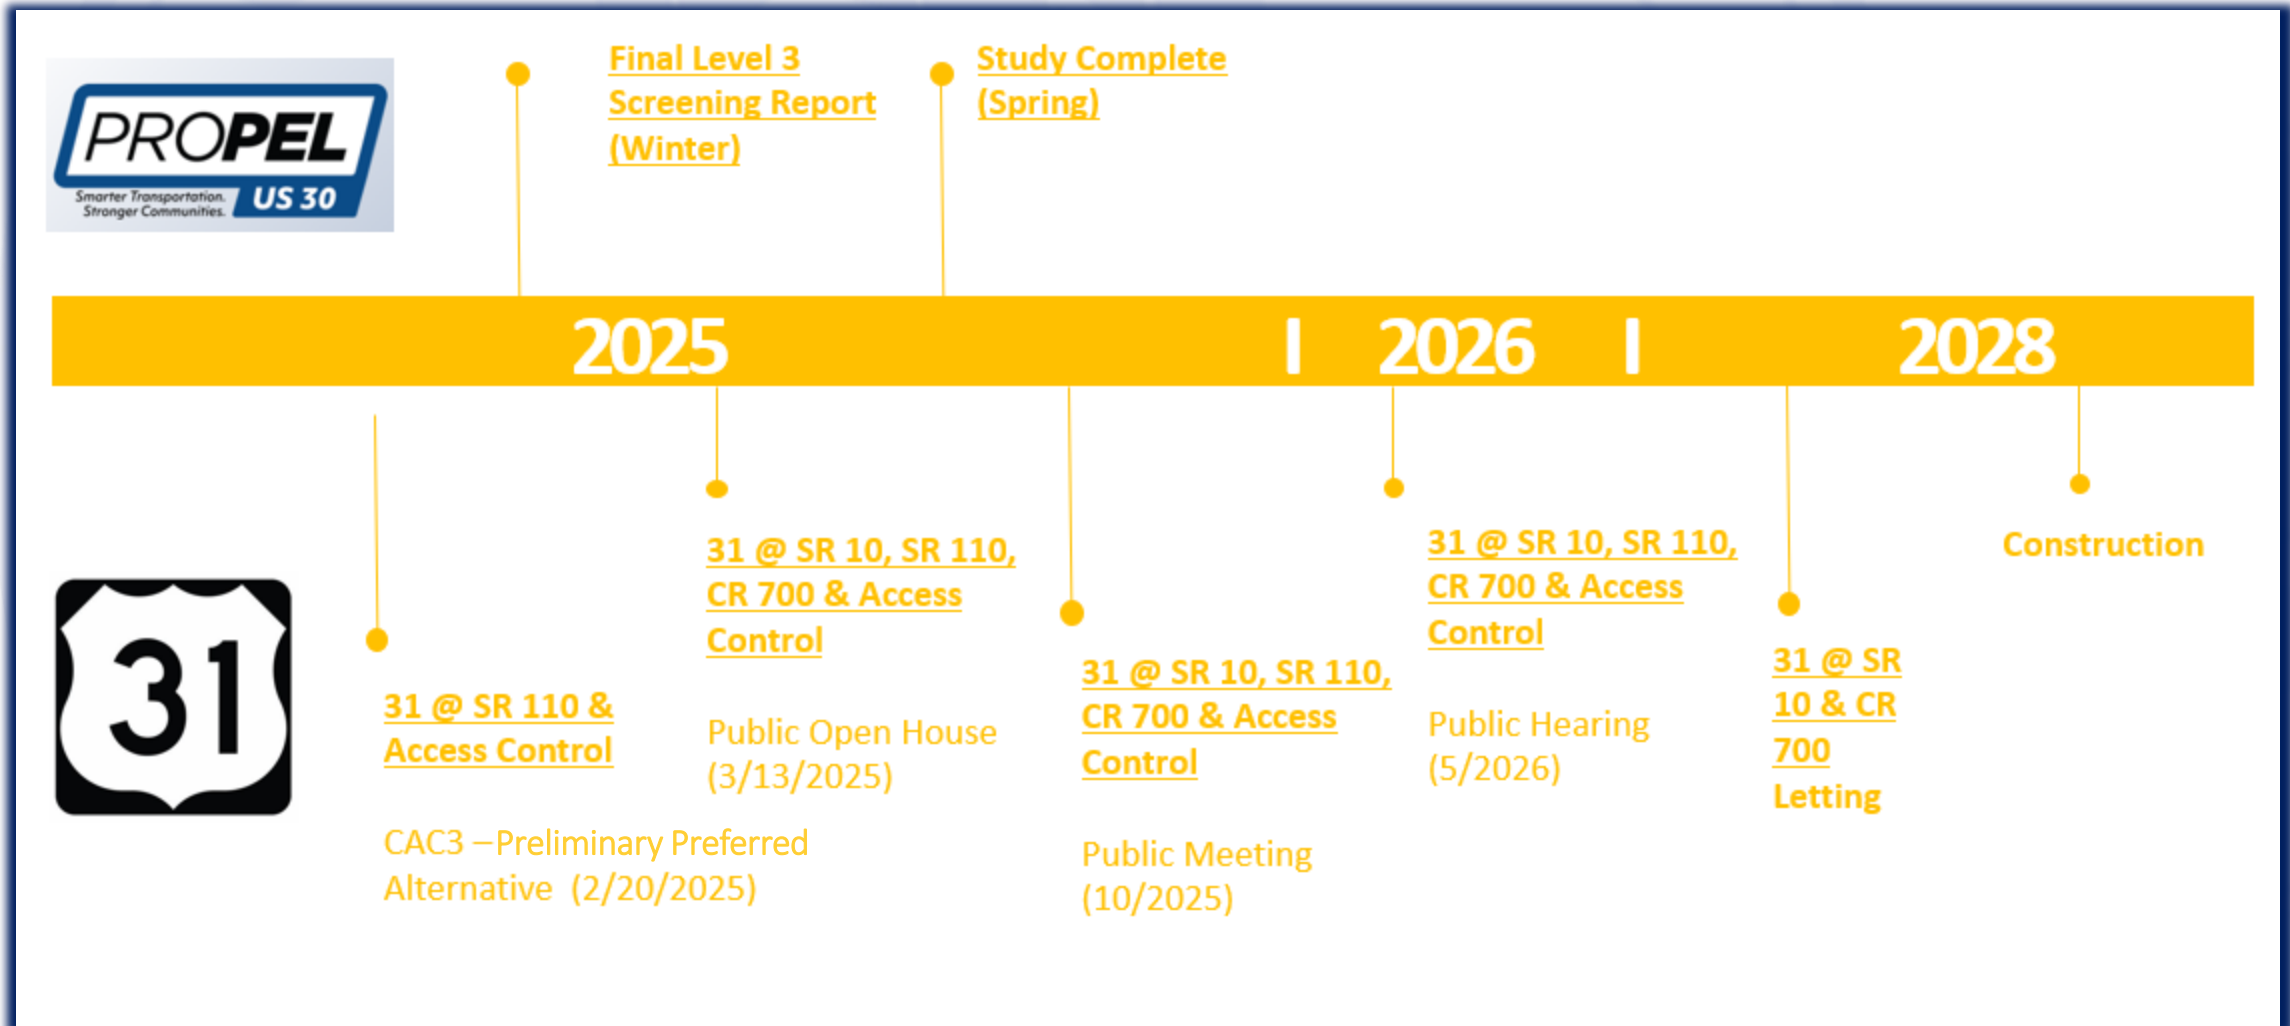 PROPEL
Smarter Transportation.
Stronger Communities.
US 30
Final Level 3
Screening Report
(Winter)
Study Complete
(Spring)
2025 | 2026 | 2028
31
31 @ SR 110 &
Access Control
CAC3 –Preliminary Preferred
Alternative (2/20/2025)
31 @ SR 10, SR 110,
CR 700 & Access
Control
Public Open House
(3/13/2025)
31 @ SR 10, SR 110,
CR 700 & Access
Control
Public Meeting
(10/2025)
31 @ SR 10, SR 110,
CR 700 & Access
Control
Public Hearing
(5/2026)
31 @ SR
10 & CR
700
Letting
Construction